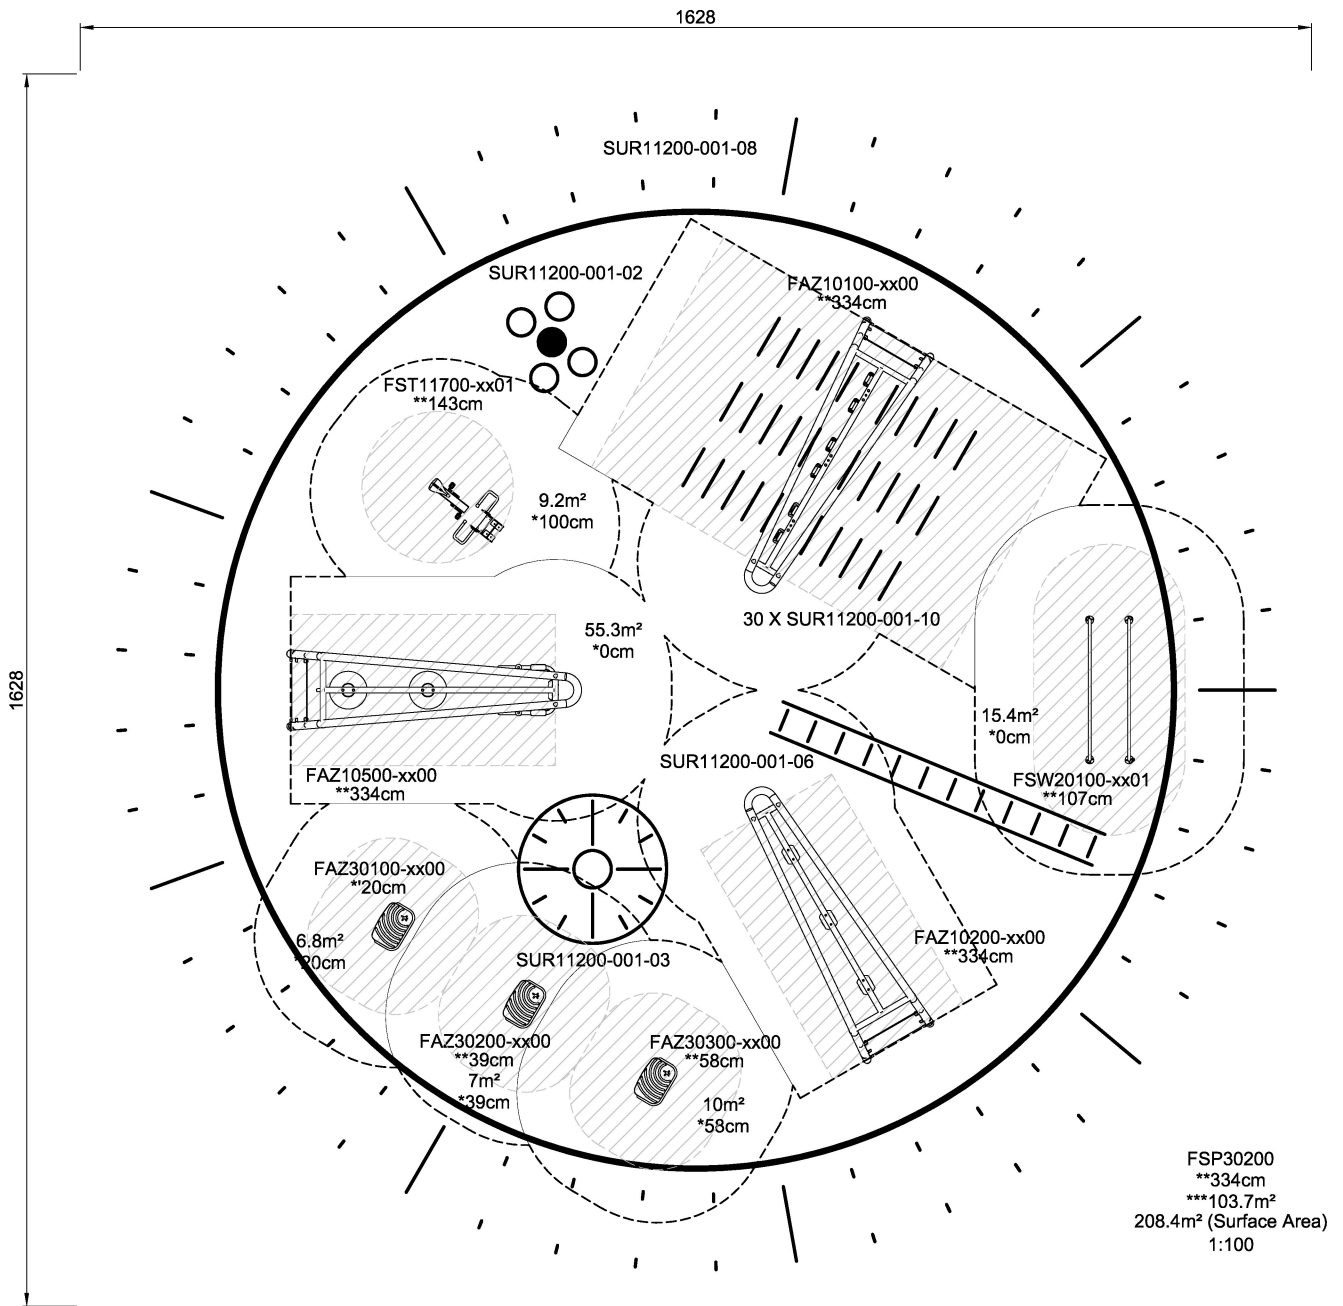 1628
1628
SUR11200-001-08
SUR11200-001-02
FAZ10100-xx00
**334cm
FST11700-xx01
**143cm
9.2m²
*100cm
55.3m²
*0cm
30 X SUR11200-001-10
15.4m²
*0cm
SUR11200-001-06
FAZ10500-xx00
**334cm
FSW20100-xx01
**107cm
FAZ30100-xx00
**20cm
6.8m²
*20cm
FAZ10200-xx00
**334cm
SUR11200-001-03
FAZ30200-xx00
**39cm
7m²
*39cm
FAZ30300-xx00
**58cm
10m²
*58cm
FSP30200
**334cm
***103.7m²
208.4m² (Surface Area)
1:100